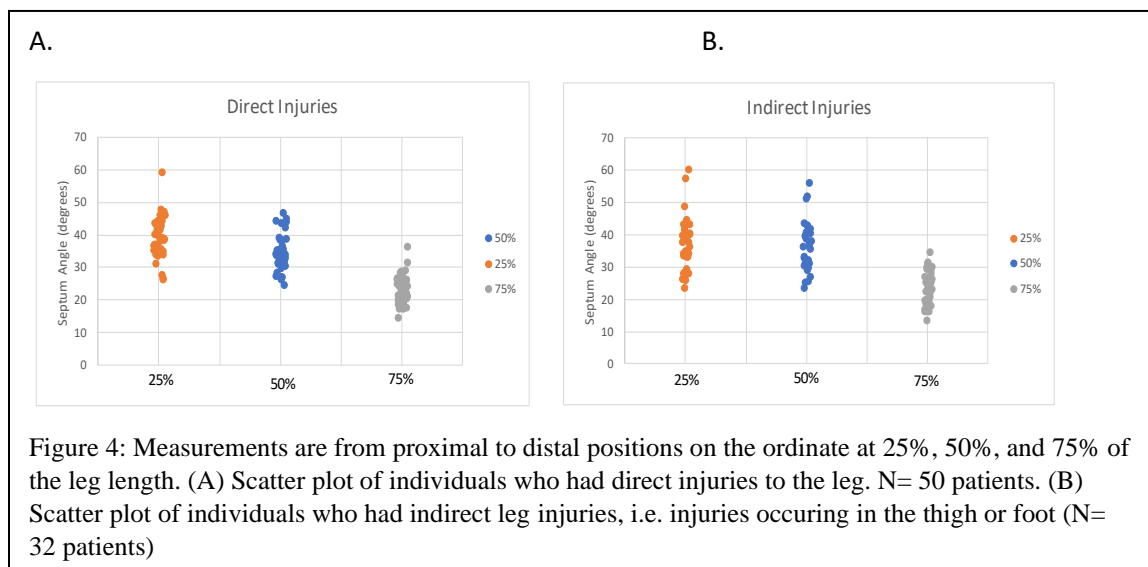 A.
B.
Direct Injuries
Septum Angle (degrees)
70
60
50
40
30
20
10
0
25%
50%
75%
50%
25%
75%
Indirect Injuries
Septum Angle (degrees)
70
60
50
40
30
20
10
0
25%
50%
75%
25%
50%
75%
Figure 4: Measurements are from proximal to distal positions on the ordinate at 25%, 50%, and 75% of
the leg length. (A) Scatter plot of individuals who had direct injuries to the leg. N= 50 patients. (B)
Scatter plot of individuals who had indirect leg injuries, i.e. injuries occuring in the thigh or foot (N=
32 patients)